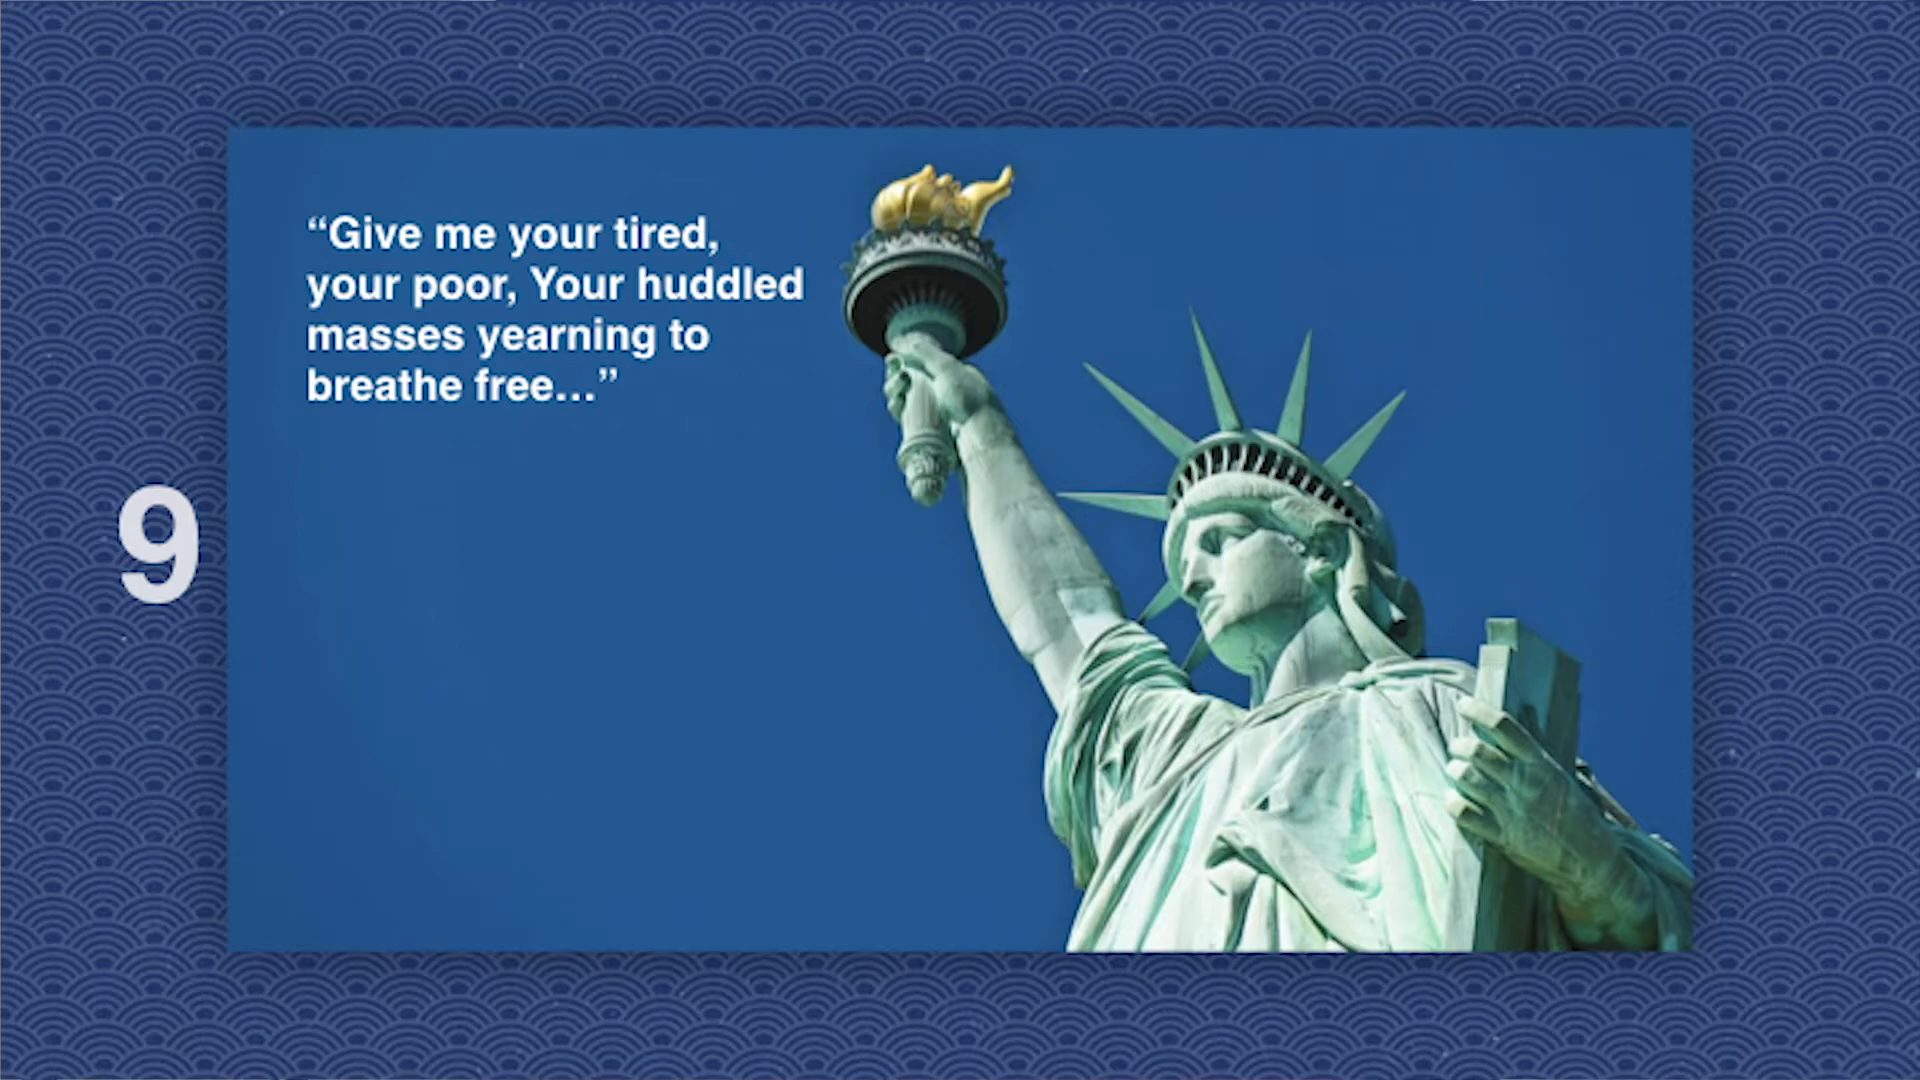 “Give me your tired,
your poor, Your huddled
masses yearning to
breathe free...”
9